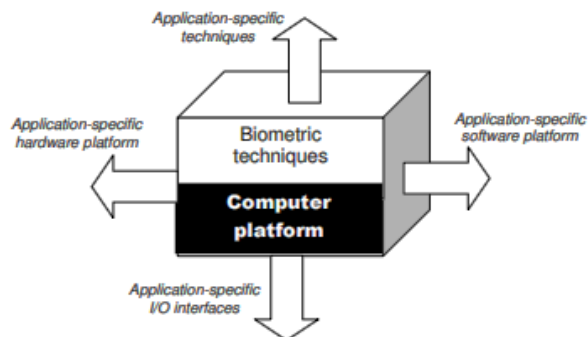 Application-specific
techniques
Application-specific
hardware platform
Application-specific
software platform
Biometric
techniques
Computer
platform
Application-specific
I/O interfaces